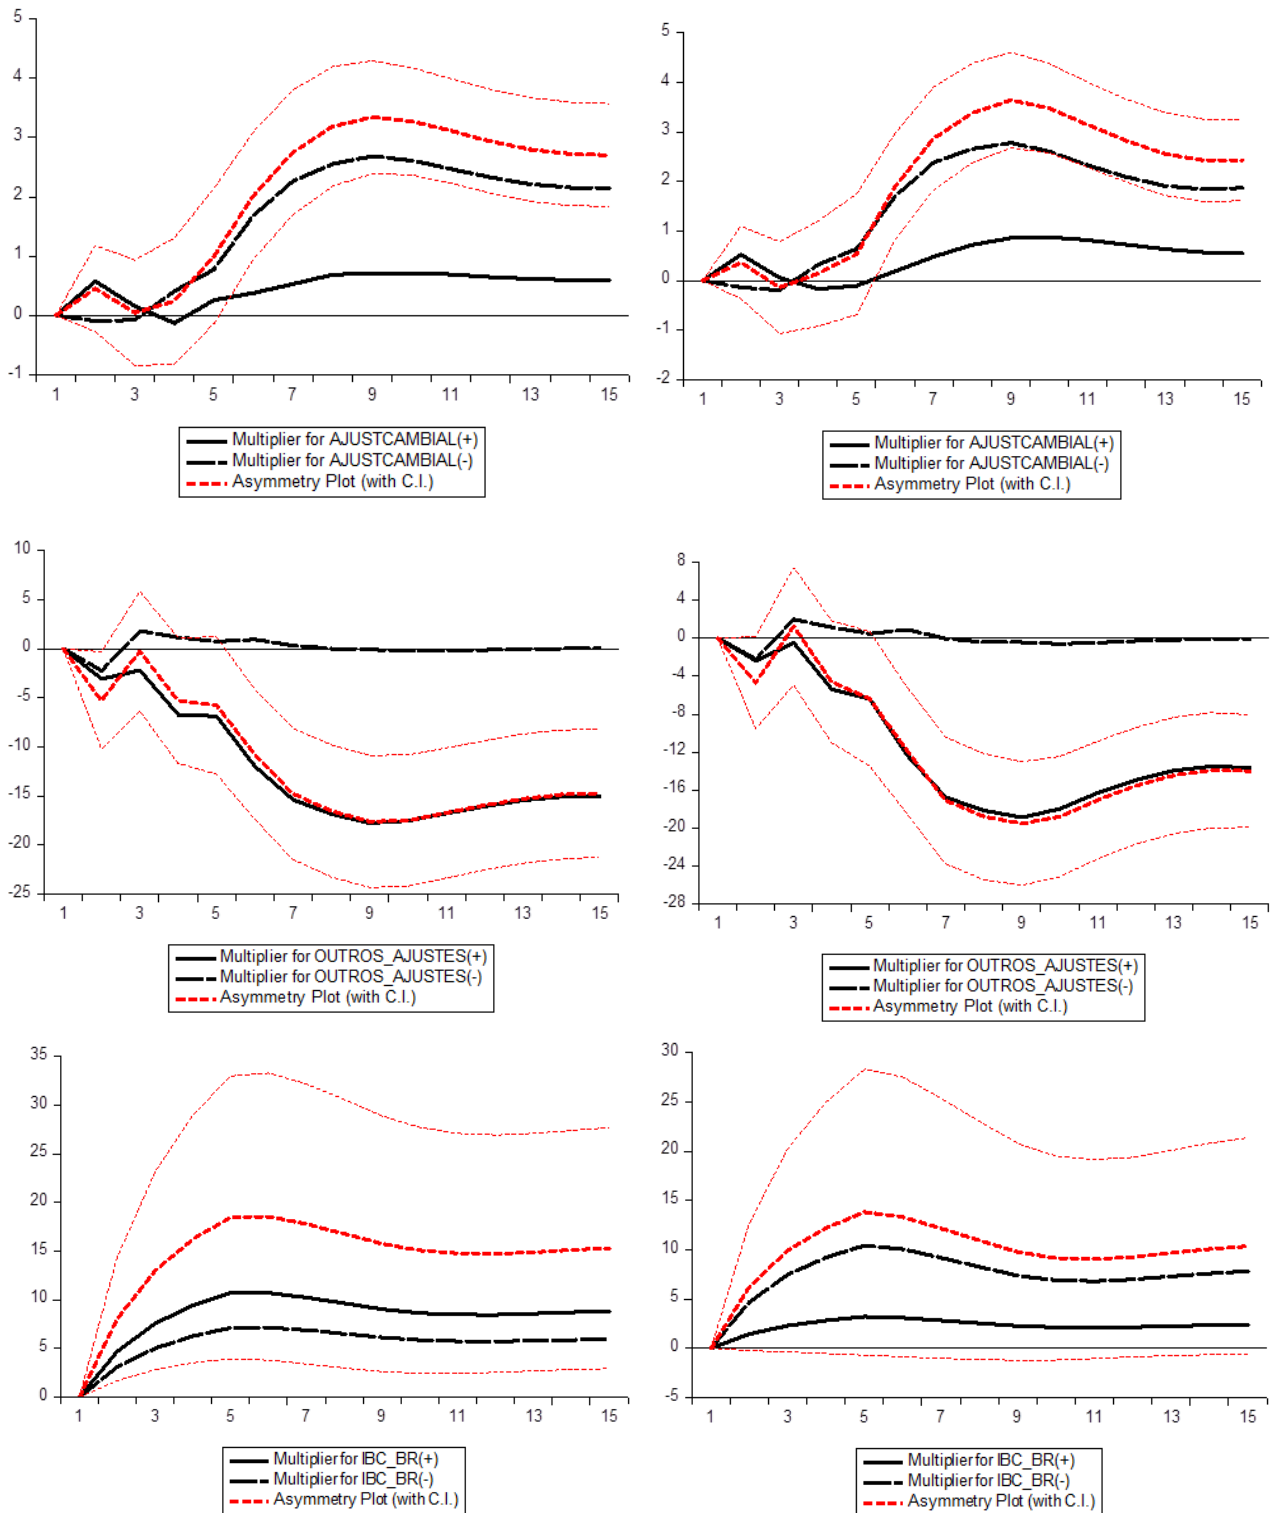 5
4
3
2
1
0
-1
1 3 5 7 9 11 13 15
Multiplier for AJUSTCAMBIAL(+)
Multiplier for AJUSTCAMBIAL(-)
Asymmetry Plot (with C.I.)
5
4
3
2
1
0
-1
-2
1 3 5 7 9 11 13 15
Multiplier for AJUSTCAMBIAL(+)
Multiplier for AJUSTCAMBIAL(-)
Asymmetry Plot (with C.I.)
10
5
0
-5
-10
-15
-20
-25
1 3 5 7 9 11 13 15
Multiplier for OUTROS_AJUSTES(+)
Multiplier for OUTROS_AJUSTES(-)
Asymmetry Plot (with C.I.)
8
4
0
-4
-8
-12
-16
-20
-24
-28
1 3 5 7 9 11 13 15
Multiplier for OUTROS_AJUSTES(+)
Multiplier for OUTROS_AJUSTES(-)
Asymmetry Plot (with C.I.)
35
30
25
20
15
10
5
0
1 3 5 7 9 11 13 15
Multiplier for IBC_BR(+)
Multiplier for IBC_BR(-)
Asymmetry Plot (with C.I.)
30
25
20
15
10
5
0
-5
1 3 5 7 9 11 13 15
Multiplier for IBC_BR(+)
Multiplier for IBC_BR(-)
Asymmetry Plot (with C.I.)